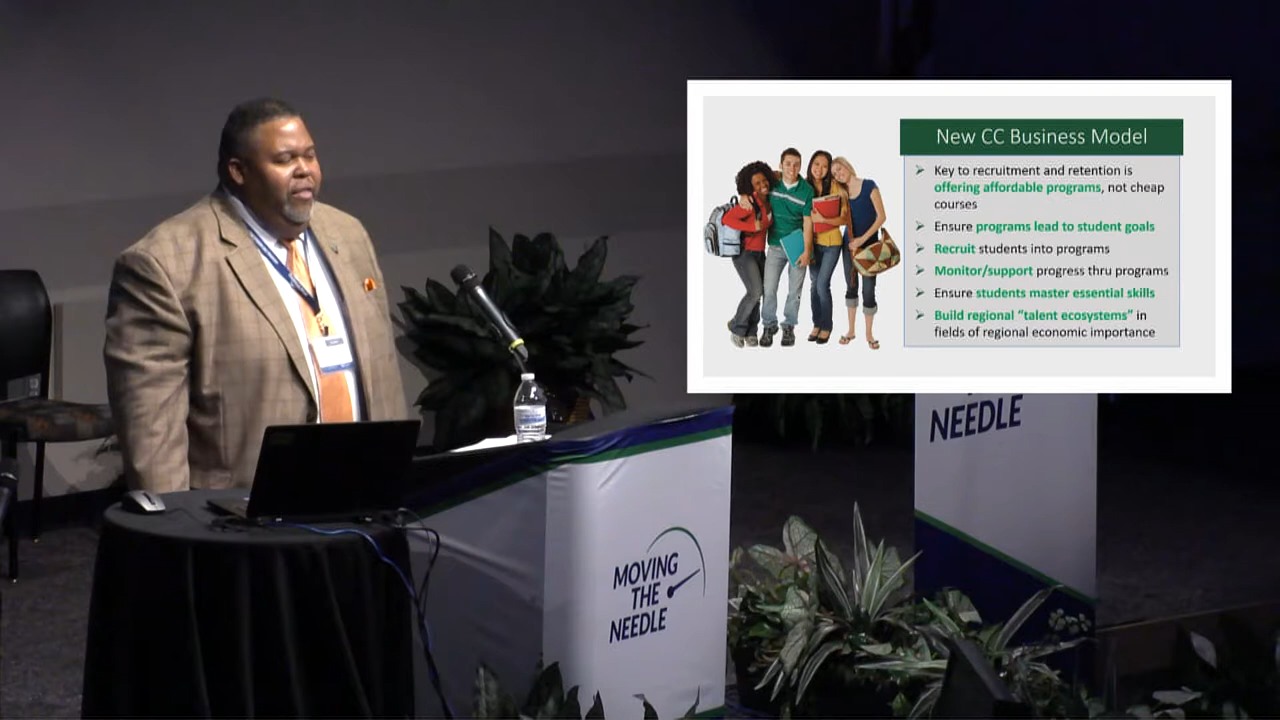 New CC Business Model
Key to recruitment and retention is
offering affordable programs, not cheap
courses
Ensure programs lead to student goals
Recruit students into programs
Monitor/support progress thru programs
Ensure students master essential skills
Build regional “talent ecosystems” in
fields of regional economic importance
NEEDLE
MOVING
THE
NEEDLE